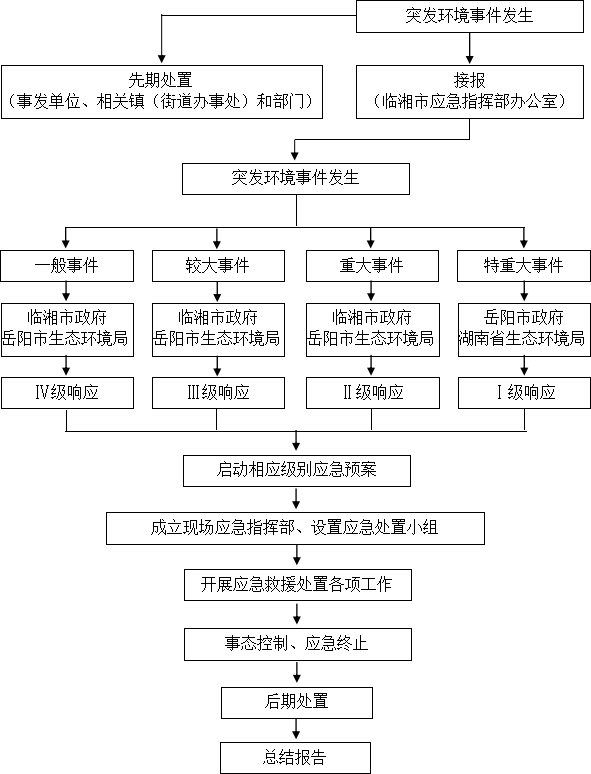 突发环境事件发生
先期处置
（事发单位、相关镇（街道办事处）和部门）
接报
（临湘市应急指挥部办公室）
突发环境事件发生
一般事件
较大事件
重大事件
特重大事件
临湘市政府
岳阳市生态环境局
临湘市政府
岳阳市生态环境局
临湘市政府
岳阳市生态环境局
岳阳市政府
湖南省生态环境局
Ⅳ级响应
Ⅲ级响应
Ⅱ级响应
Ⅰ级响应
启动相应级别应急预案
成立现场应急指挥部、设置应急处置小组
开展应急救援处置各项工作
事态控制、应急终止
后期处置
总结报告